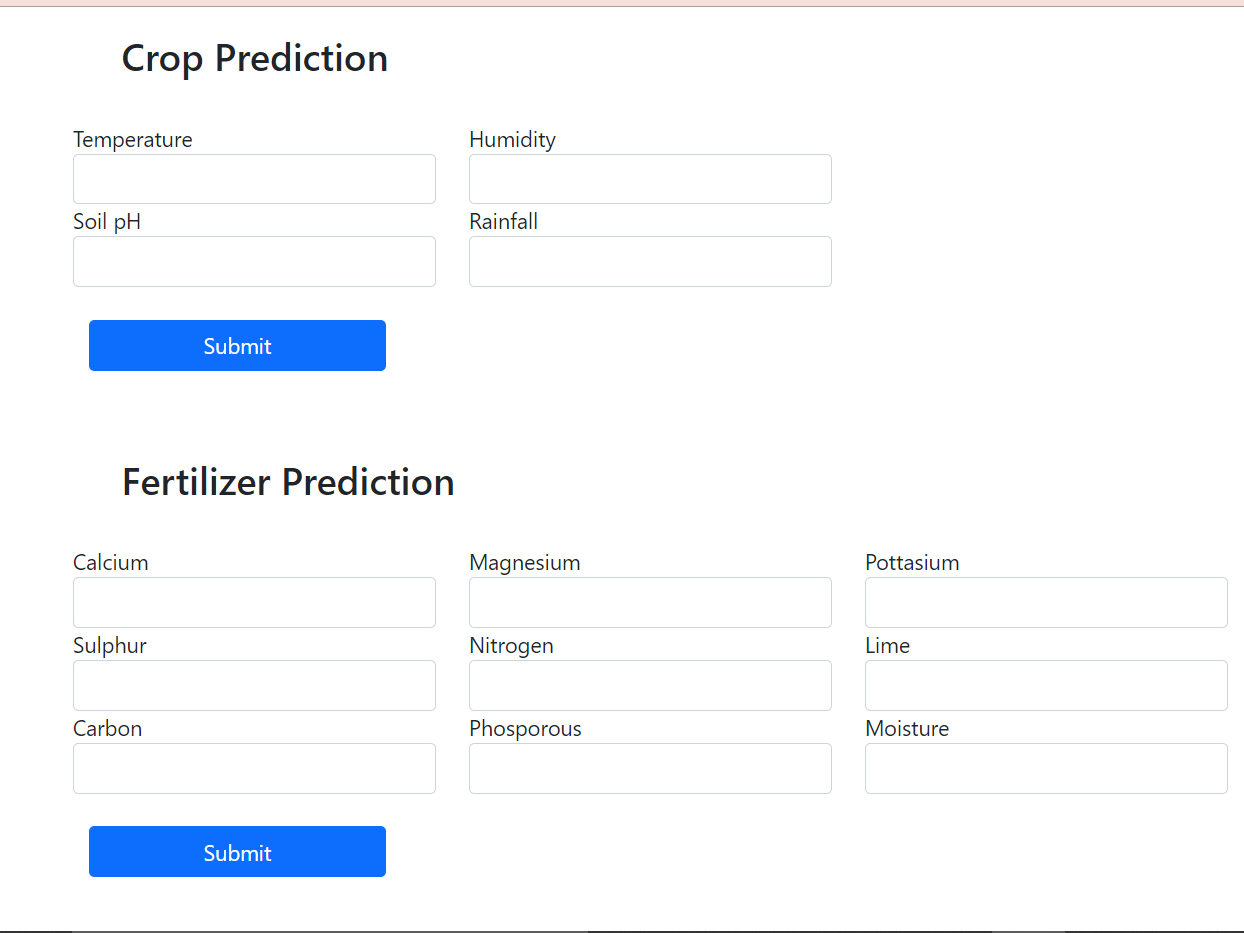 Crop Prediction
Temperature Humidity
Soil pH Rainfall
Submit
Fertilizer Prediction
Calcium Magnesium Pottasium
Sulphur Nitrogen Lime
Carbon Phosporous Moisture
Submit